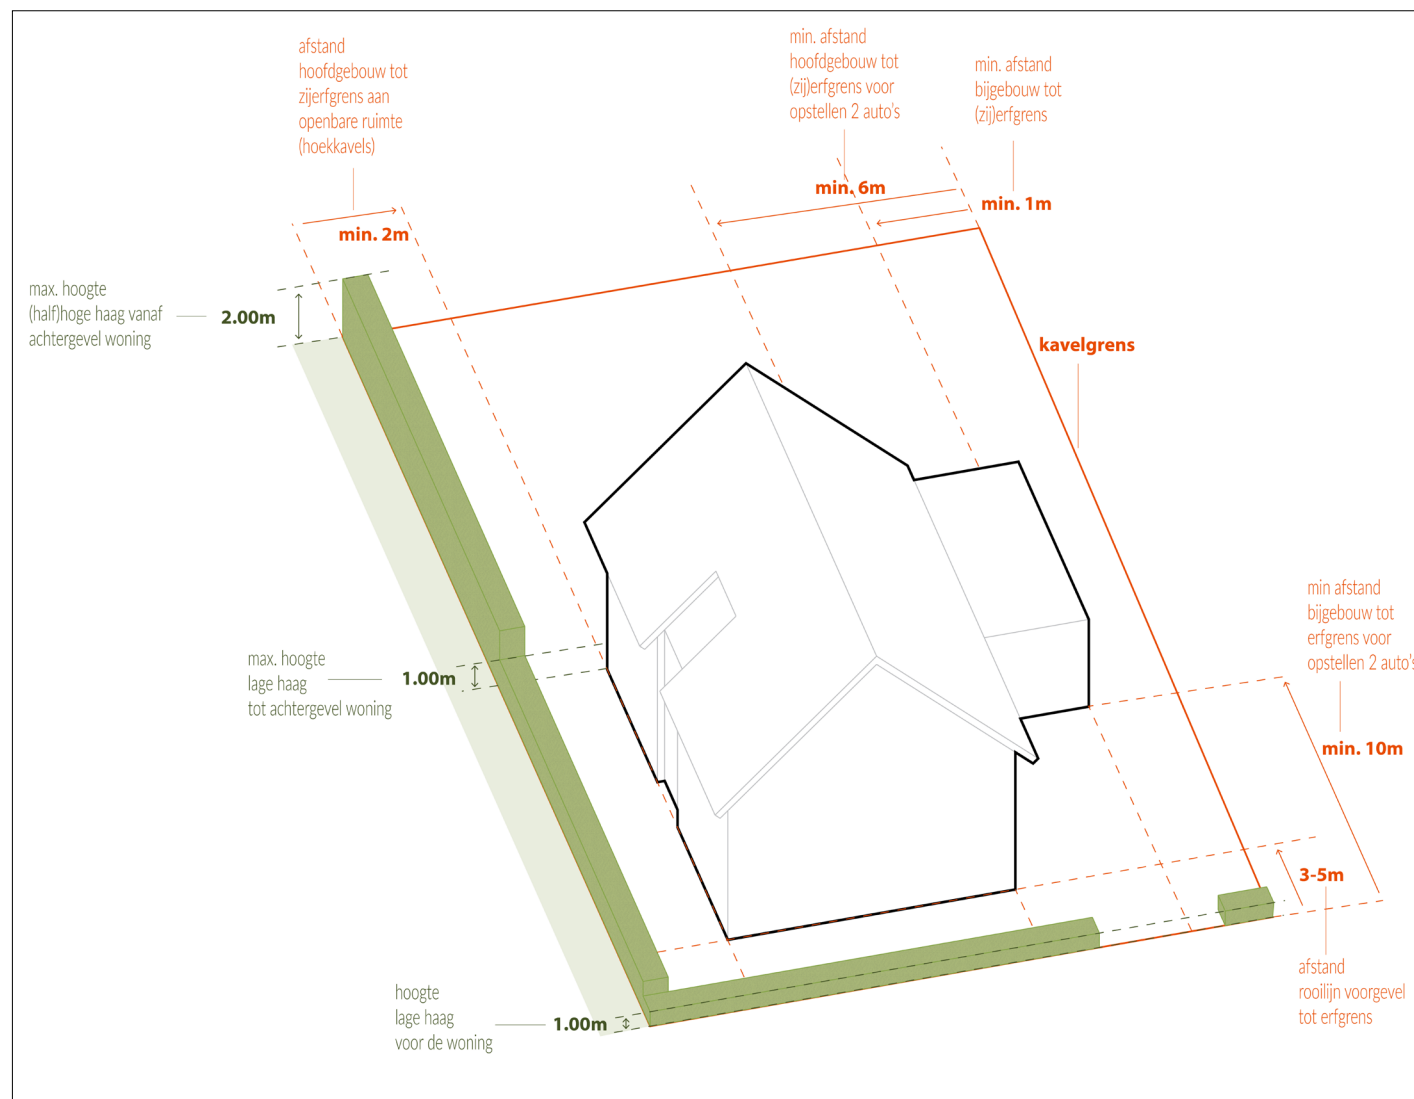 afstand
hoofdgebouw tot
zijerfgrens aan
openbare ruimte
(hoekkavels)
min. 2m
min. afstand
hoofdgebouw tot
(zij)erfgrens voor
opstellen 2 auto's
min. 6m
min. afstand
bijgebouw tot
(zij)erfgrens
min. 1m
max. hoogte
(half)hoge haag vanaf
achtergevel woning
2.00m
kavelgrens
max. hoogte
lage haag
tot achtergevel woning
1.00m
min afstand
bijgebouw tot
erfgrens voor
opstellen 2 auto's
min. 10m
3-5m
afstand
rooilijn voorgevel
tot erfgrens
hoogte
lage haag
voor de woning
1.00m